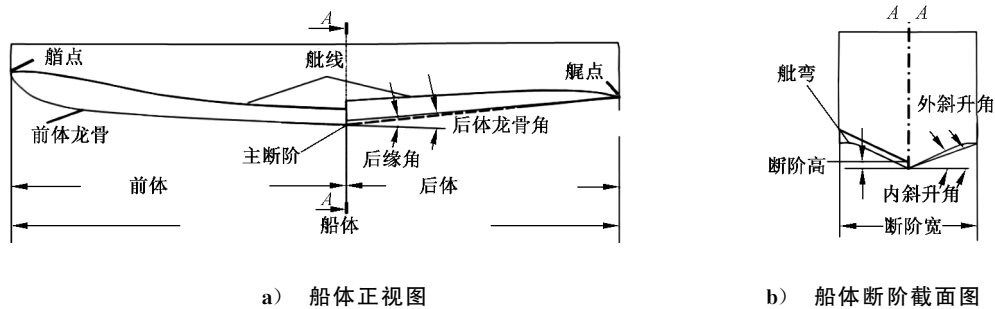 A
A A
艏点
舭线
艉点
舭弯
外斜升角
前体龙骨
后体龙骨角
主断阶
后缘角
断阶高
前体
后体
内斜升角
A
船体
断阶宽
a） 船体正视图
b） 船体断阶截面图